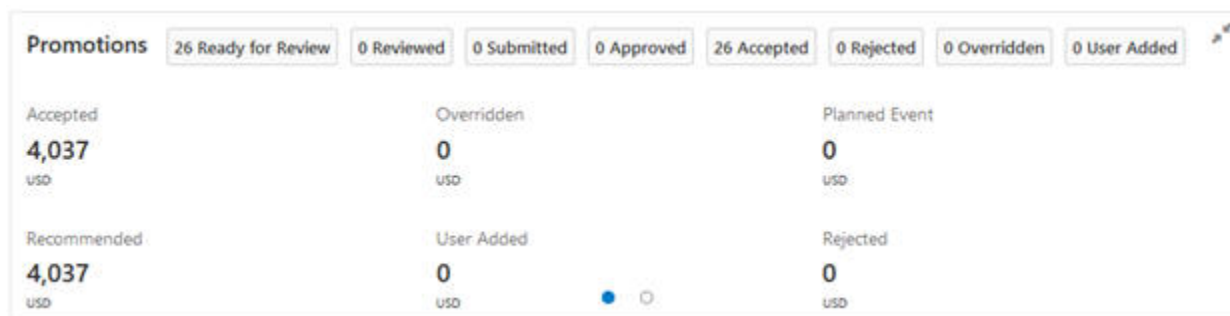 Promotions 26 Ready for Review 0 Reviewed 0 Submitted 0 Approved 26 Accepted 0 Rejected 0 Overridden 0 User Added
Accepted Overridden Planned Event
4,037 0 0
USD USD USD
Recommended User Added Rejected
4,037 0 0
USD USD USD